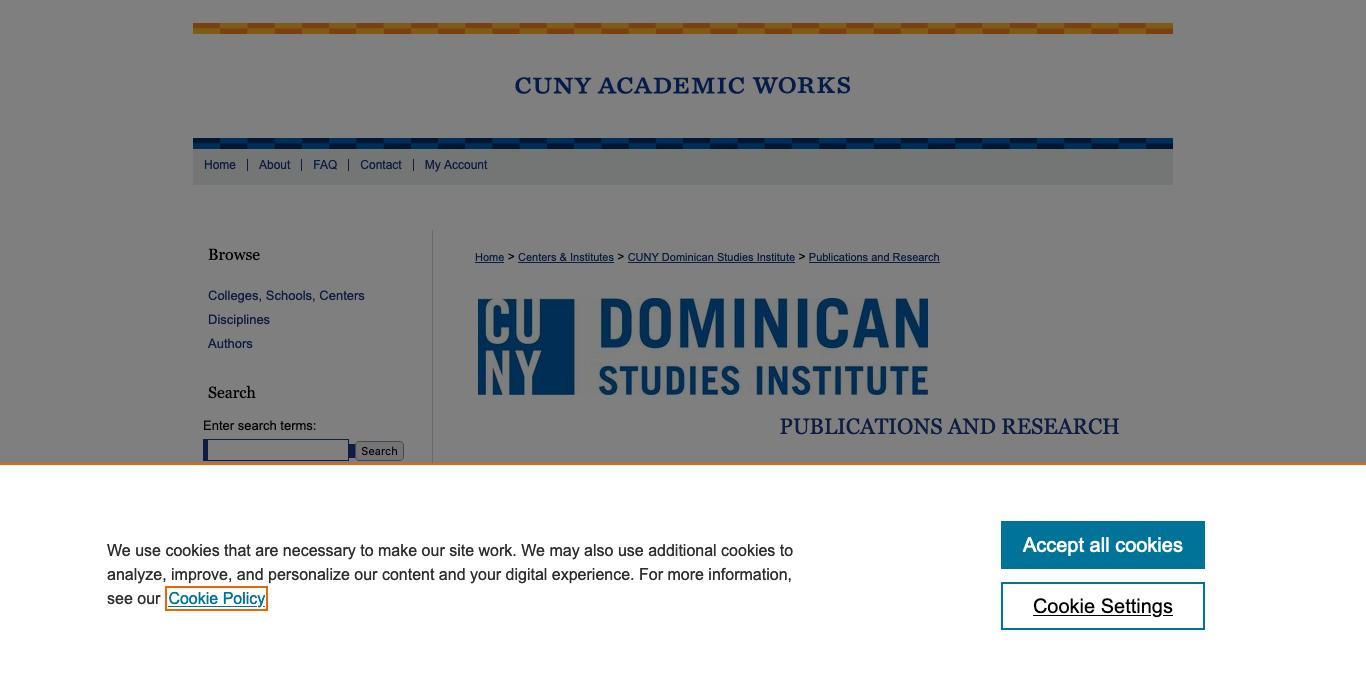 CUNY ACADEMIC WORKS
Home | About | FAQ | Contact | My Account
Browse
Colleges, Schools, Centers
Disciplines
Authors
Search
Enter search terms:
Search
Home > Centers & Institutes > CUNY Dominican Studies Institute > Publications and Research
CU
NY
DOMINICAN
STUDIES INSTITUTE
PUBLICATIONS AND RESEARCH
We use cookies that are necessary to make our site work. We may also use additional cookies to
analyze, improve, and personalize our content and your digital experience. For more information,
see our Cookie Policy
Accept all cookies
Cookie Settings